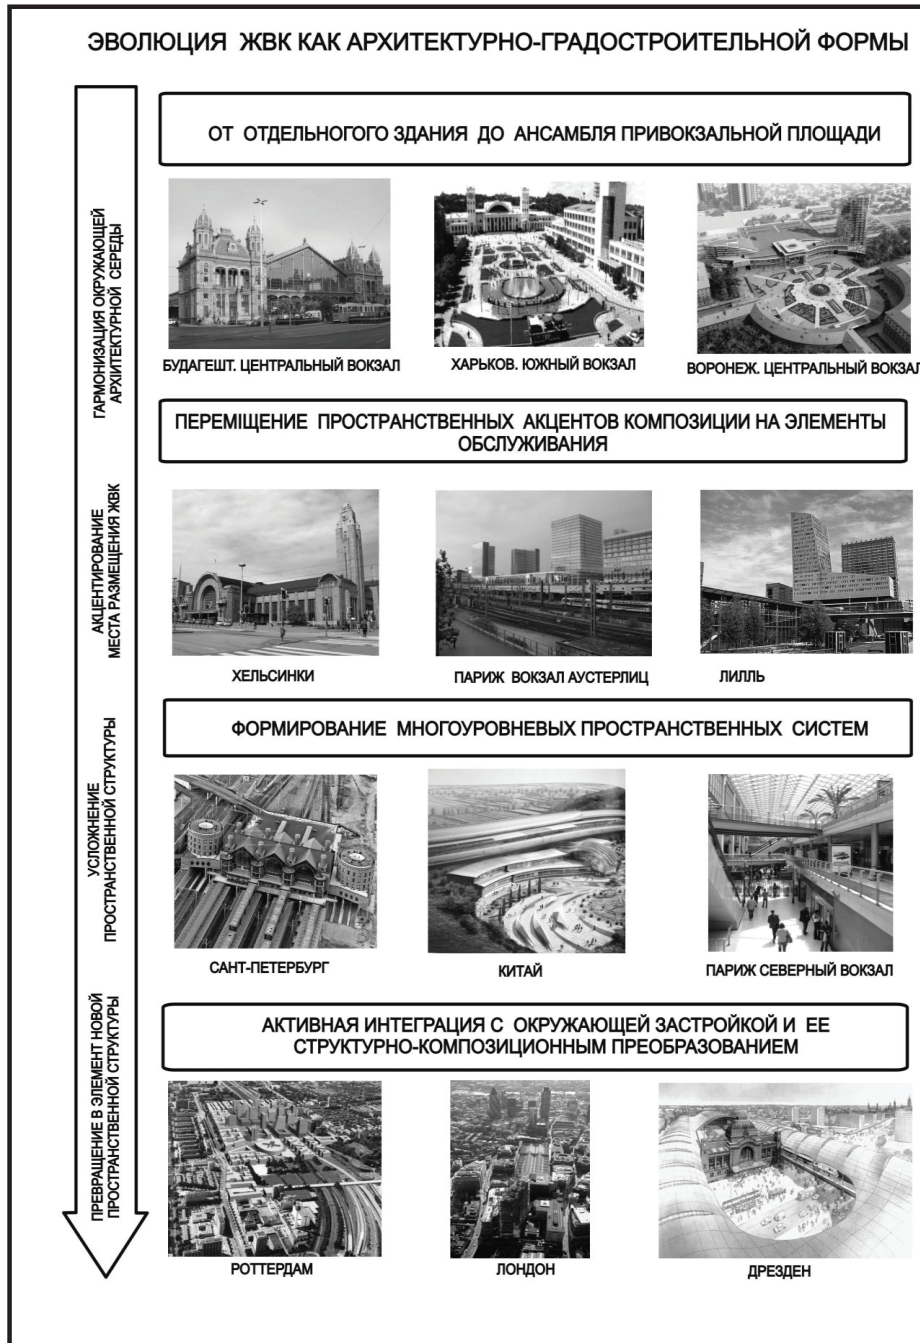 ЭВОЛЮЦИЯ ЖВК КАК АРХИТЕКТУРНО-ГРАДОСТРОИТЕЛЬНОЙ ФОРМЫ
ОТ ОТДЕЛЬНОГОГО ЗДАНИЯ ДО АНСАМБЛЯ ПРИВОКЗАЛЬНОЙ ПЛОЩАДИ
ГАРМОНИЗАЦИЯ ОКРУЖАЮЩЕЙ
АРХІТЕКТУРНОЙ СЕРЕДЫ
БУДАГЕШТ. ЦЕНТРАЛЬНЫЙ ВОКЗАЛ
ХАРЬКОВ. ЮЖНЫЙ ВОКЗАЛ
ВОРОНЕЖ. ЦЕНТРАЛЬНЫЙ ВОКЗАЛ
ПЕРЕМІЩЕНИЕ ПРОСТРАНСТВЕННЫХ АКЦЕНТОВ КОМПОЗИЦИИ НА ЭЛЕМЕНТЫ
ОБСЛУЖИВАНИЯ
АКЦЕНТИРОВАНИЕ
МЕСТА РАЗМЕЩЕНИЯ ЖВК
ХЕЛЬСИНКИ
ПАРИЖ ВОКЗАЛ АУСТЕРЛИЦ
ЛИЛЛЬ
ФОРМИРОВАНИЕ МНОГОУРОВНЕВЫХ ПРОСТРАНСТВЕННЫХ СИСТЕМ
УСЛОЖНЕНИЕ
ПРОСТРАНСТВЕННОЙ СТРУКТУРЫ
САНТ-ПЕТЕРБУРГ
КИТАЙ
ПАРИЖ СЕВЕРНЫЙ ВОКЗАЛ
АКТИВНАЯ ИНТЕГРАЦИЯ С ОКРУЖАЮЩЕЙ ЗАСТРОЙКОЙ И ЕЕ
СТРУКТУРНО-КОМПОЗИЦИОННЫМ ПРЕОБРАЗОВАНИЕМ
ПРЕВРАЩЕНИЕ В ЭЛЕМЕНТ НОВОЙ
ПРОСТРАНСТВЕННОЙ СТРУКТУРЫ
РОТТЕРДАМ
ЛОНДОН
ДРЕЗДЕН